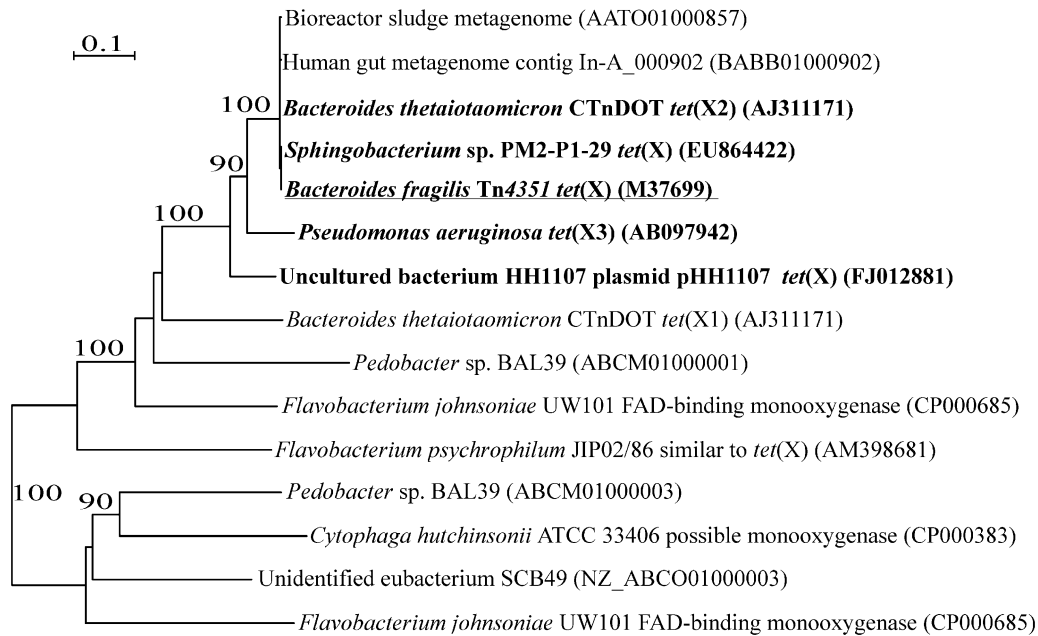 Bioreactor sludge metagenome (AATO01000857)
0.1
Human gut metagenome contig In-A_000902 (BABB01000902)
100
Bacteroides thetaiotaomicron CTnDOT tet(X2) (AJ311171)
Sphingobacterium sp. PM2-P1-29 tet(X) (EU864422)
90
Bacteroides fragilis Tn4351 tet(X) (M37699)
100
Pseudomonas aeruginosa tet(X3) (AB097942)
Uncultured bacterium HH1107 plasmid pHH1107 tet(X) (FJ012881)
Bacteroides thetaiotaomicron CTnDOT tet(X1) (AJ311171)
100
Pedobacter sp. BAL39 (ABCM01000001)
Flavobacterium johnsoniae UW101 FAD-binding monooxygenase (CP000685)
Flavobacterium psychrophilum JIP02/86 similar to tet(X) (AM398681)
100
90
Pedobacter sp. BAL39 (ABCM01000003)
Cytophaga hutchinsonii ATCC 33406 possible monooxygenase (CP000383)
Unidentified eubacterium SCB49 (NZ_ABCO01000003)
Flavobacterium johnsoniae UW101 FAD-binding monooxygenase (CP000685)